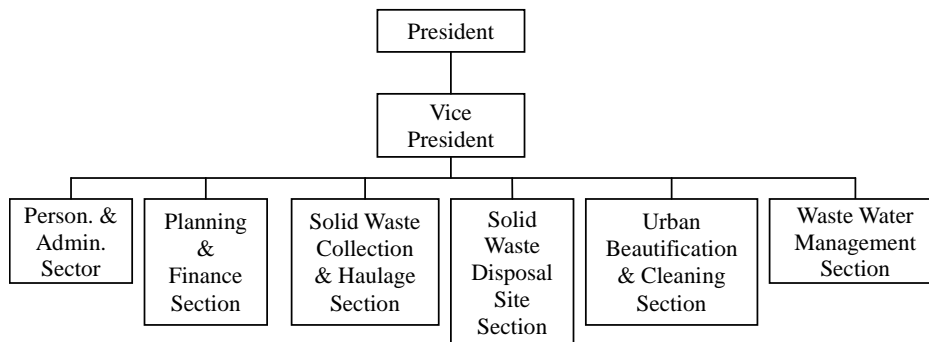 President
Vice
President
Person. &
Admin.
Sector
Planning
&
Finance
Section
Solid Waste
Collection
& Haulage
Section
Solid
Waste
Disposal
Site
Section
Urban
Beautification
& Cleaning
Section
Waste Water
Management
Section